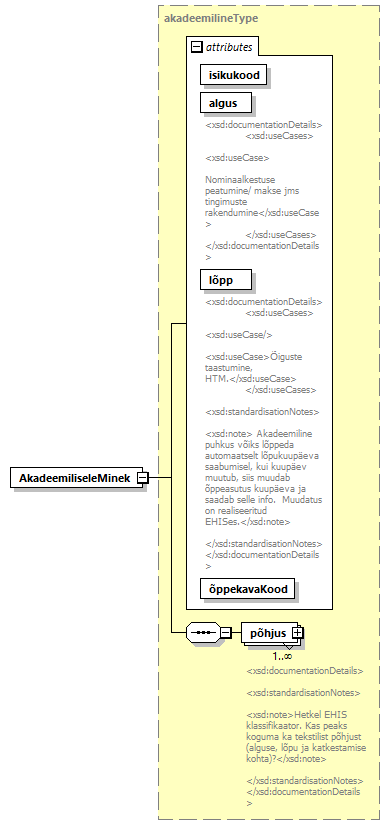 akadeemilineType
attributes
isikukood
algus
<xsd:documentationDetails>
<xsd:useCases>
<xsd:useCase>
Nominaalkestuse
peatumine/ makse jms
tingimuste
rakendumine</xsd:useCase
>
</xsd:useCases>
</xsd:documentationDetails
>
lõpp
<xsd:documentationDetails>
<xsd:useCases>
<xsd:useCase/>
<xsd:useCase>Õiguste
taastumine,
HTM.</xsd:useCase>
</xsd:useCases>
<xsd:standardisationNotes>
<xsd:note> Akadeemiline
puhkus võiks lõppeda
automaatselt lõpukuupäeva
saabumisel, kui kuupäev
muutub, siis muudab
õppeasutus kuupäeva ja
saadab selle info.  Muudatus
on realiseeritud
EHISes.</xsd:note>
</xsd:standardisationNotes>
</xsd:documentationDetails
>
AkadeemiliseleMinek
õppekavaKood
põhjus
1..∞
<xsd:documentationDetails>
<xsd:standardisationNotes>
<xsd:note>Hetkel EHIS
klassifikaator. Kas peaks
koguma ka tekstilist põhjust
(alguse, lõpu ja katkestamise
kohta)?</xsd:note>
</xsd:standardisationNotes>
</xsd:documentationDetails
>